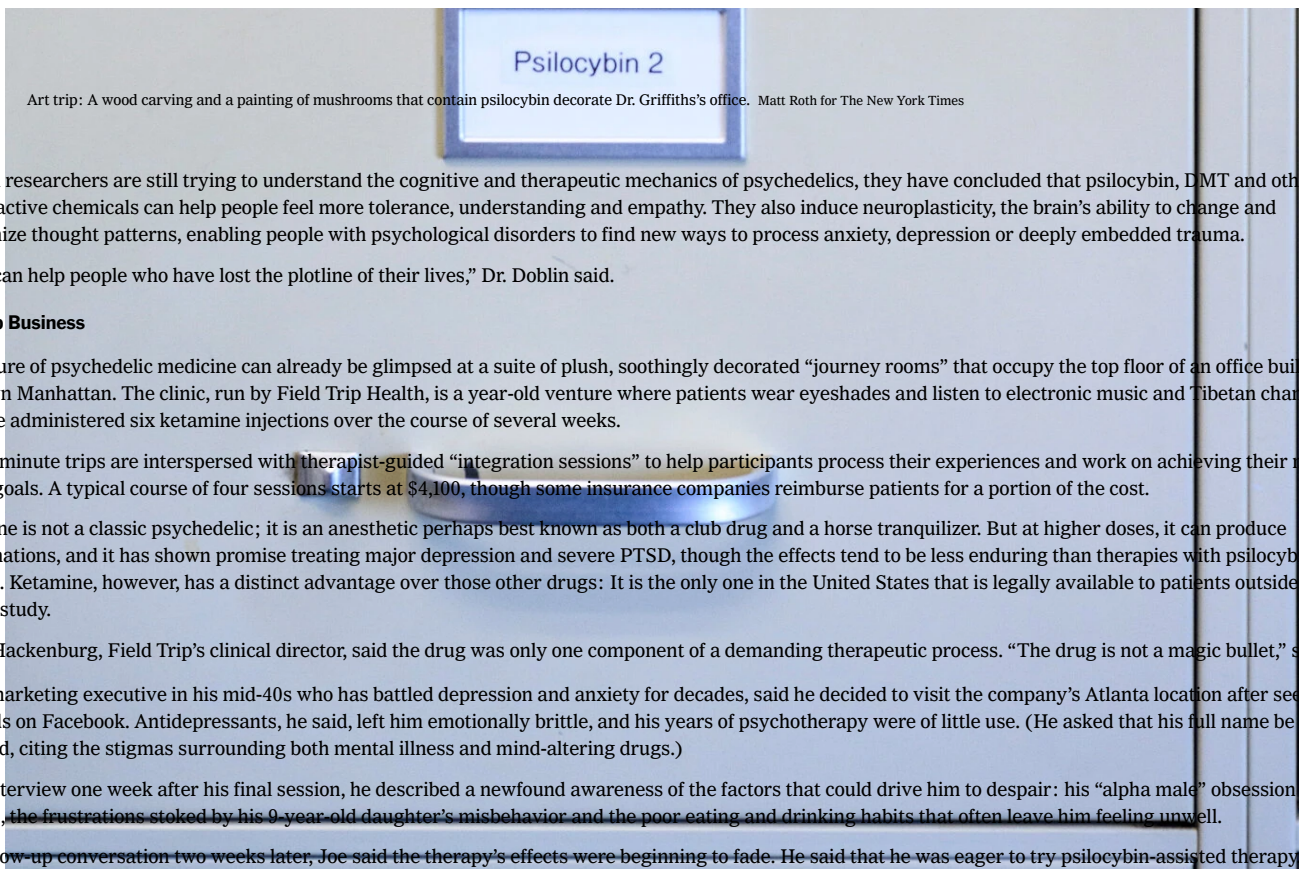 Psilocybin 2
Art trip: A wood carving and a painting of mushrooms that contain psilocybin decorate Dr. Griffiths’s office. Matt Roth for The New York Times
researchers are still trying to understand the cognitive and therapeutic mechanics of psychedelics, they have concluded that psilocybin, DMT and oth
active chemicals can help people feel more tolerance, understanding and empathy. They also induce neuroplasticity, the brain’s ability to change and
ize thought patterns, enabling people with psychological disorders to find new ways to process anxiety, depression or deeply embedded trauma.
can help people who have lost the plotline of their lives,” Dr. Doblin said.
Business
ure of psychedelic medicine can already be glimpsed at a suite of plush, soothingly decorated “journey rooms” that occupy the top floor of an office buil
n Manhattan. The clinic, run by Field Trip Health, is a year-old venture where patients wear eyeshades and listen to electronic music and Tibetan chan
e administered six ketamine injections over the course of several weeks.
minute trips are interspersed with therapist-guided “integration sessions” to help participants process their experiences and work on achieving their
goals. A typical course of four sessions starts at $4,100, though some insurance companies reimburse patients for a portion of the cost.
ne is not a classic psychedelic; it is an anesthetic perhaps best known as both a club drug and a horse tranquilizer. But at higher doses, it can produce
nations, and it has shown promise treating major depression and severe PTSD, though the effects tend to be less enduring than therapies with psilocyb
. Ketamine, however, has a distinct advantage over those other drugs: It is the only one in the United States that is legally available to patients outside
study.
Hackenburg, Field Trip’s clinical director, said the drug was only one component of a demanding therapeutic process. “The drug is not a magic bullet,” s
marketing executive in his mid-40s who has battled depression and anxiety for decades, said he decided to visit the company’s Atlanta location after see
ls on Facebook. Antidepressants, he said, left him emotionally brittle, and his years of psychotherapy were of little use. (He asked that his full name be
d, citing the stigmas surrounding both mental illness and mind-altering drugs.)
terview one week after his final session, he described a newfound awareness of the factors that could drive him to despair: his “alpha male” obsession
, the frustrations stoked by his 9-year-old daughter’s misbehavior and the poor eating and drinking habits that often leave him feeling unwell.
ow-up conversation two weeks later, Joe said the therapy’s effects were beginning to fade. He said that he was eager to try psilocybin-assisted therapy